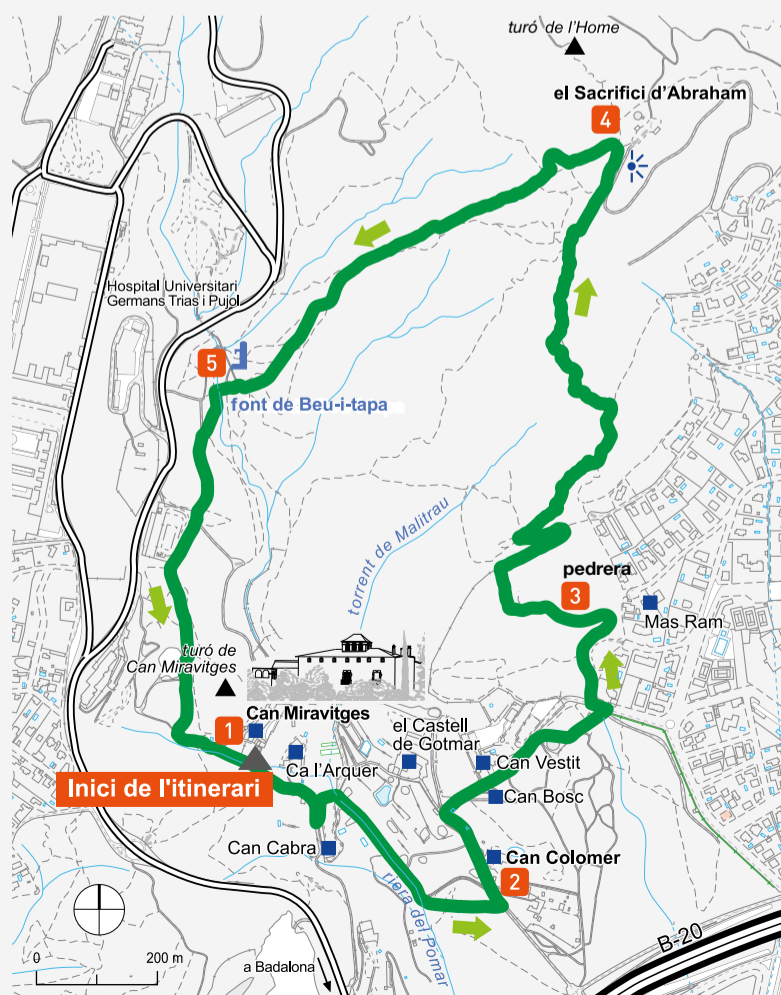 turó de l'Home
el Sacrifici d'Abraham
4
Hospital Universitari
Germans Trias i Pujol
5
font de Beu-i-tapa
torrent de Malitrau
pedrera
3
Mas Ram
turó de
Can Miravitges
1
Can Miravitges
el Castell
de Gotmar
Ca l'Arquer
Can Vestit
Inici de l'itinerari
Can Bosc
Can Cabra
Can Colomer
2
riera del Pomar
B-20
0
200 m
a Badalona